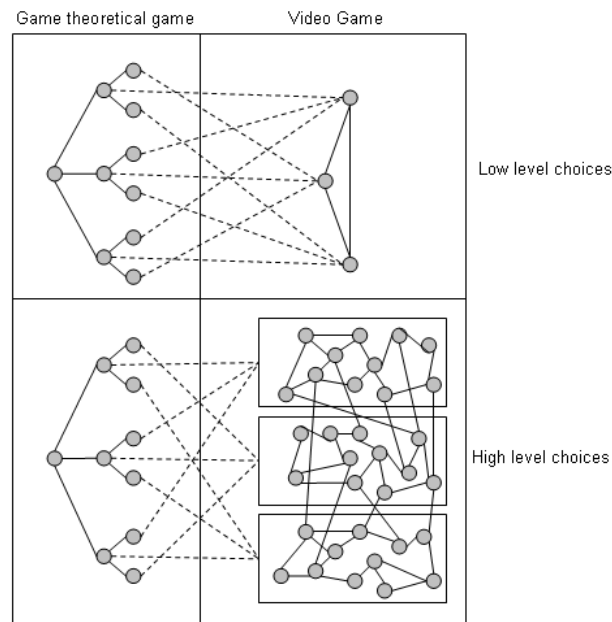 Game theoretical game
Video Game
Low level choices
High level choices